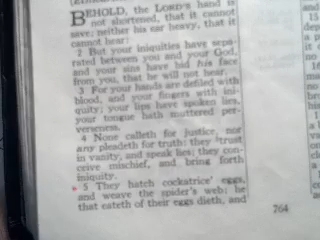 BEHOLD, the LORD'S hand is
not shortened, that it cannot
save; neither his ear heavy, that it
cannot hear:
2 But your iniquities have sepa-
rated between you and your God,
and your sins have hid his face
from you, that he will not hear.
3 For your hands are defiled with
blood, and your fingers with ini-
quity; your lips have spoken lies,
your tongue hath muttered per-
verseness.
4 None calleth for justice, nor
any pleadeth for truth: they trust
in vanity, and speak lies; they con-
ceive mischief, and bring forth
iniquity.
5 They hatch cockatrice' eggs,
and weave the spider's web: he
that eateth of their eggs dieth, and
764